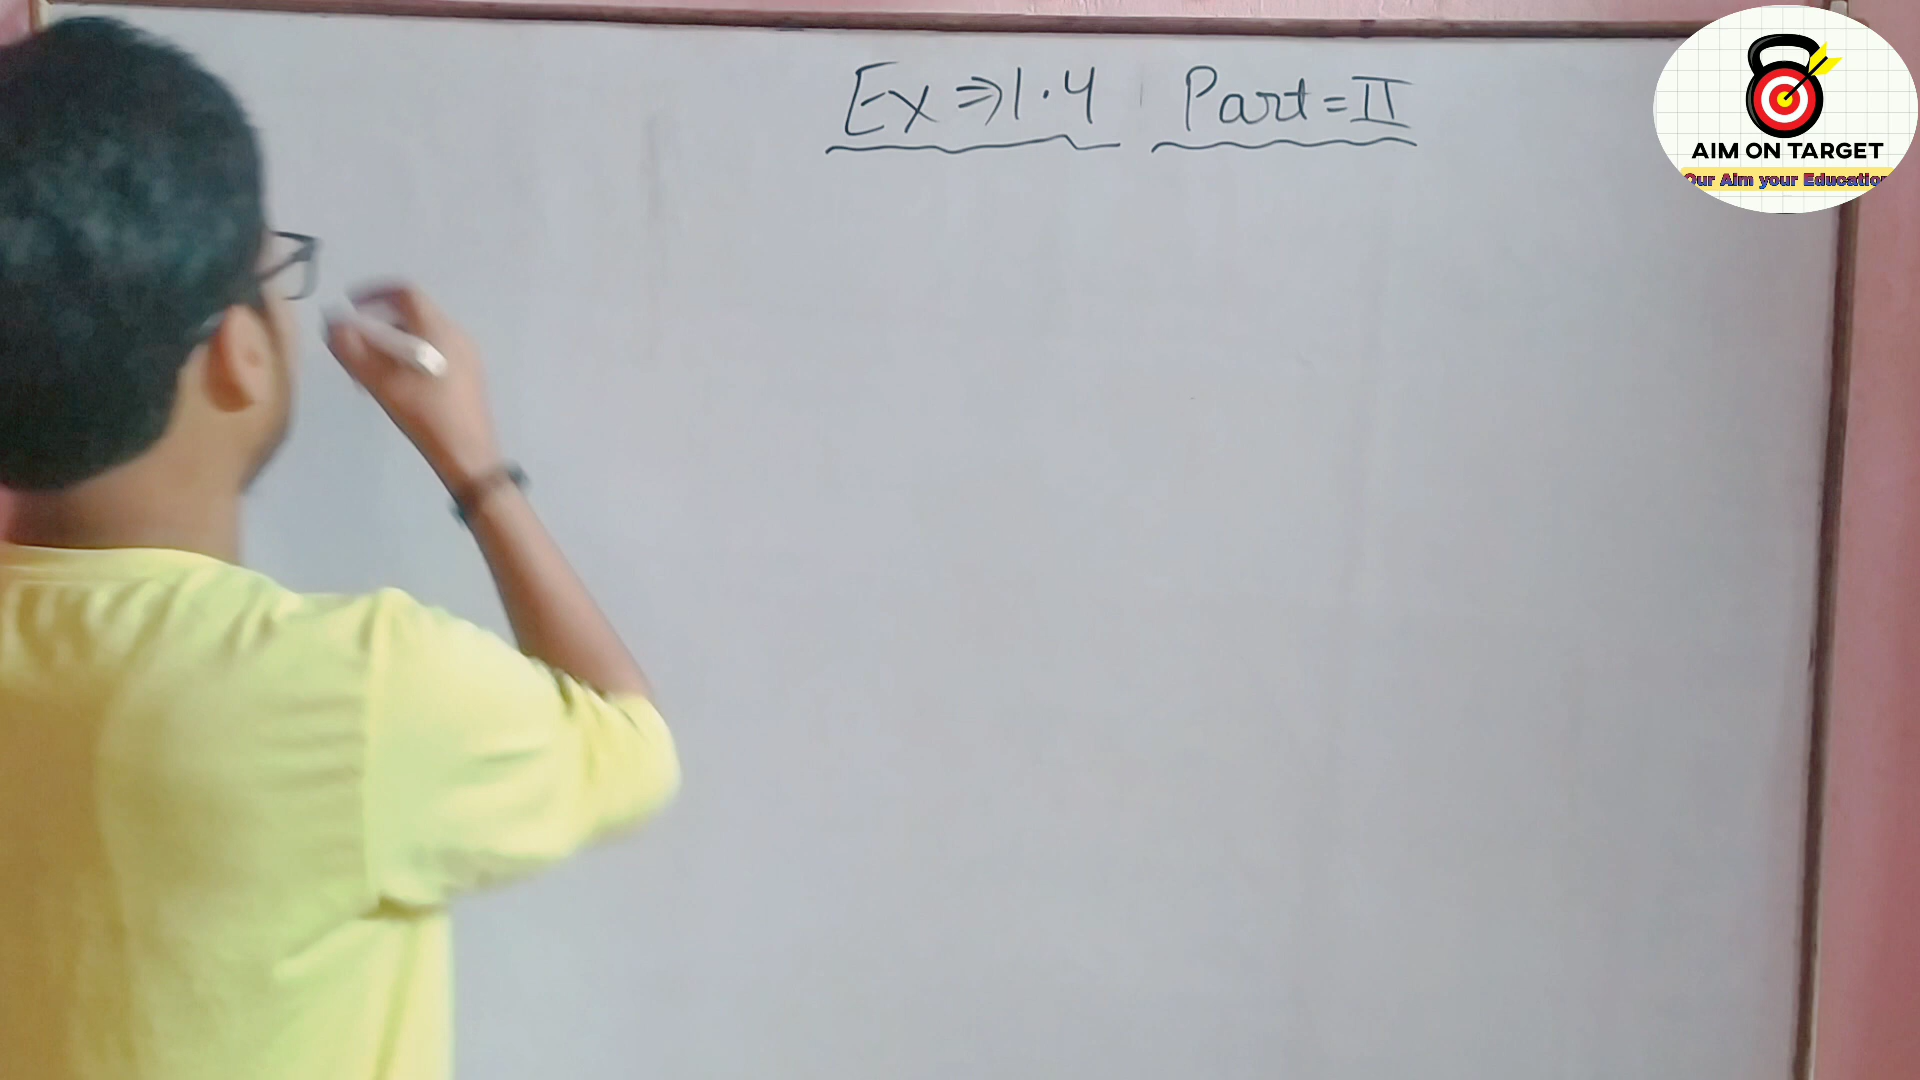 Ex ⇒ 1.4 Part = II
AIM ON TARGET
Our Aim your Education